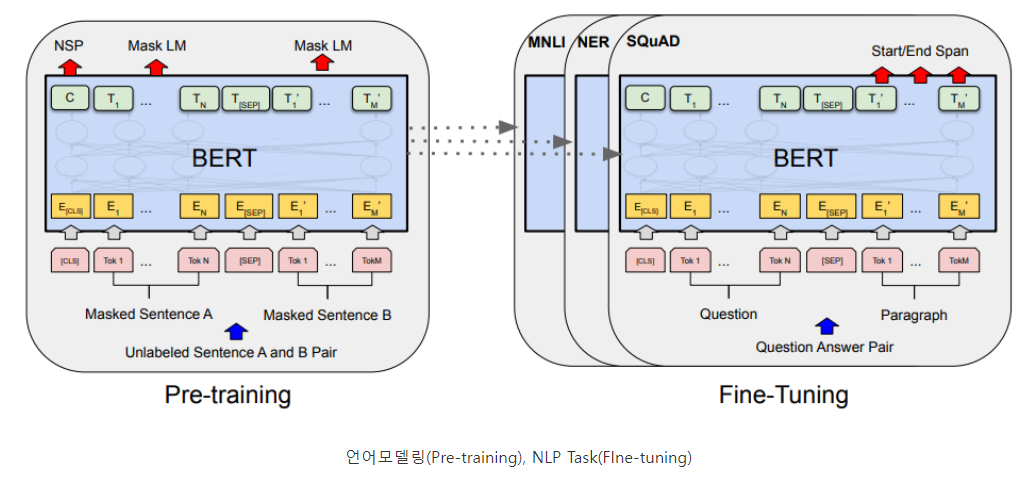 NSP Mask LM Mask LM
C T1 ... TN T[SEP] T1' ... TM'
BERT
E[CLS] E1 ... EN E[SEP] E1' ... EM'
[CLS] Tok 1 ... Tok N [SEP] Tok 1 ... TokM
Masked Sentence A Masked Sentence B
Unlabeled Sentence A and B Pair
Pre-training
MNLI NER SQuAD
Start/End Span
C T1 ... TN T[SEP] T1' ... TM'
BERT
E[CLS] E1 ... EN E[SEP] E1' ... EM'
[CLS] Tok 1 ... Tok N [SEP] Tok 1 ... TokM
Question Paragraph
Question Answer Pair
Fine-Tuning
언어모델링(Pre-training), NLP Task(FIne-tuning)